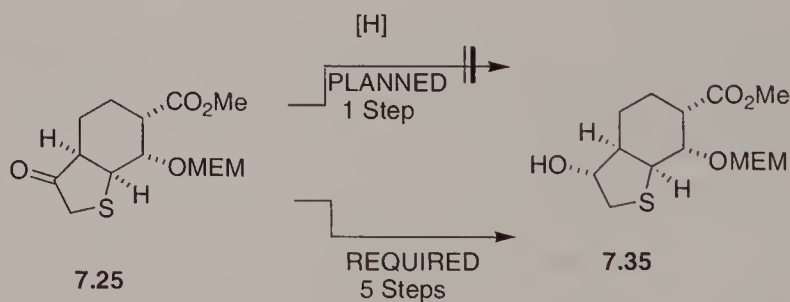 [H]
PLANNED
1 Step
CO2Me
H
OMEM
O
S
H
7.25
REQUIRED
5 Steps
CO2Me
H
HO
OMEM
S
H
7.35